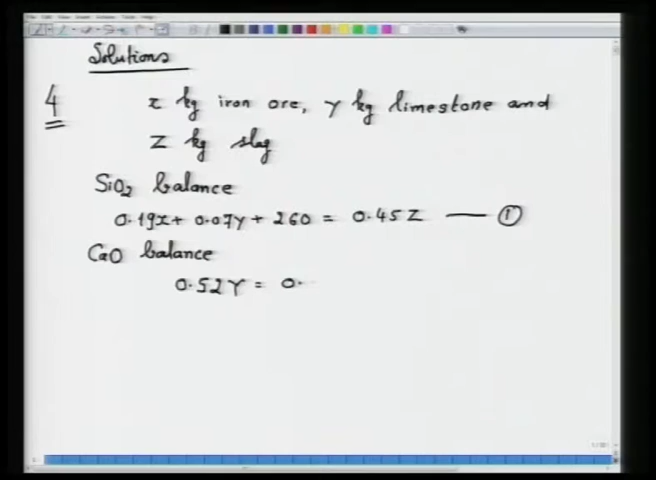 Solutions
4 x kg iron ore, y kg limestone and
Z kg slag
SiO2 balance
0.19x + 0.07y + 260 = 0.45Z —— ①
CaO balance
0.52Y = 0.